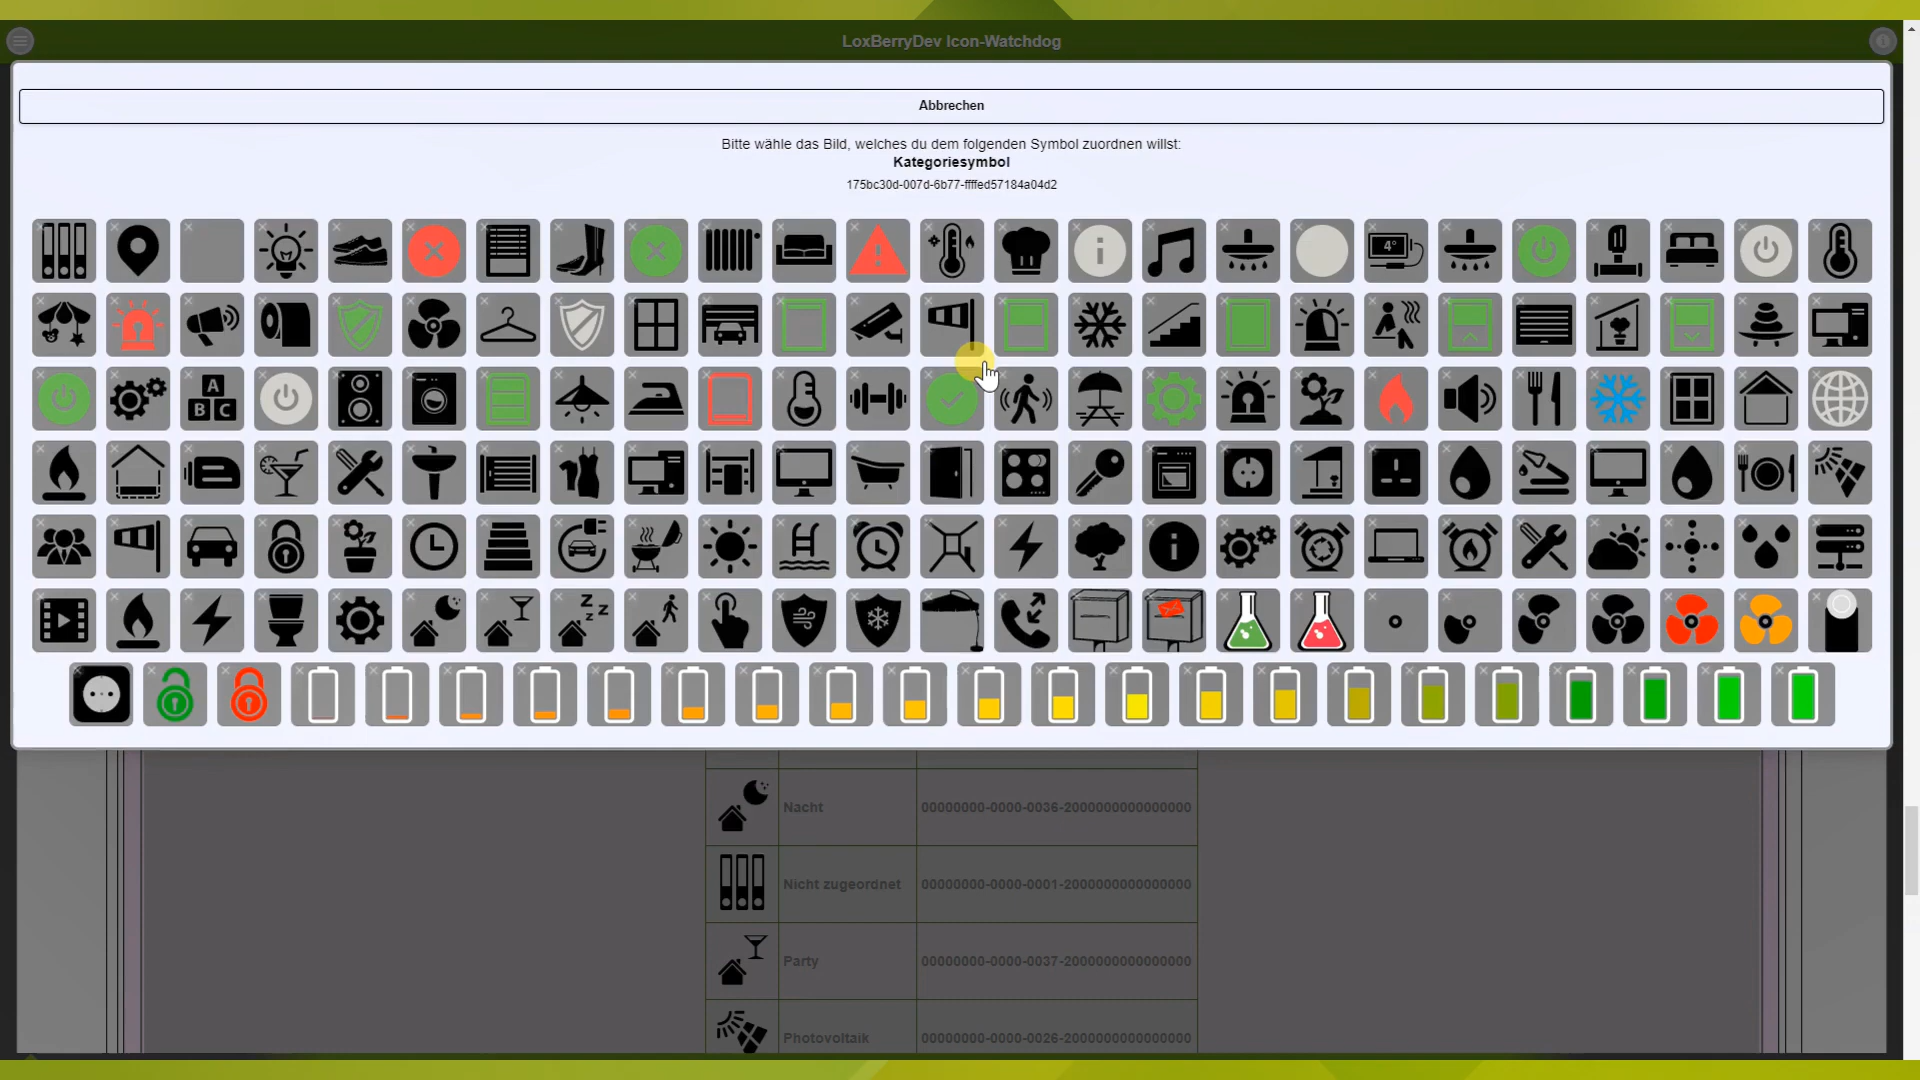 LoxBerryDev Icon-Watchdog
Abbrechen
Bitte wähle das Bild, welches du dem folgenden Symbol zuordnen willst:
Kategoriesymbol
175bc30d-007d-6b77-ffffed57184a04d2
4°
A
B C
Z Z Z
Nacht 00000000-0000-0036-2000000000000000
Nicht zugeordnet 00000000-0000-0001-2000000000000000
Party 00000000-0000-0037-2000000000000000
Photovoltaik 00000000-0000-0026-2000000000000000